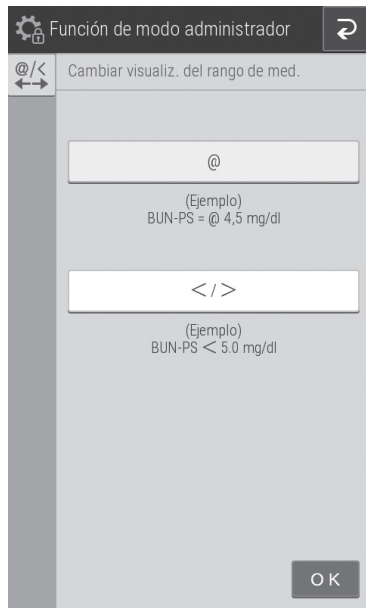 Función de modo administrador
@/<
Cambiar visualiz. del rango de med.
@
(Ejemplo)
BUN-PS = @ 4,5 mg/dl
</>
(Ejemplo)
BUN-PS < 5.0 mg/dl
OK